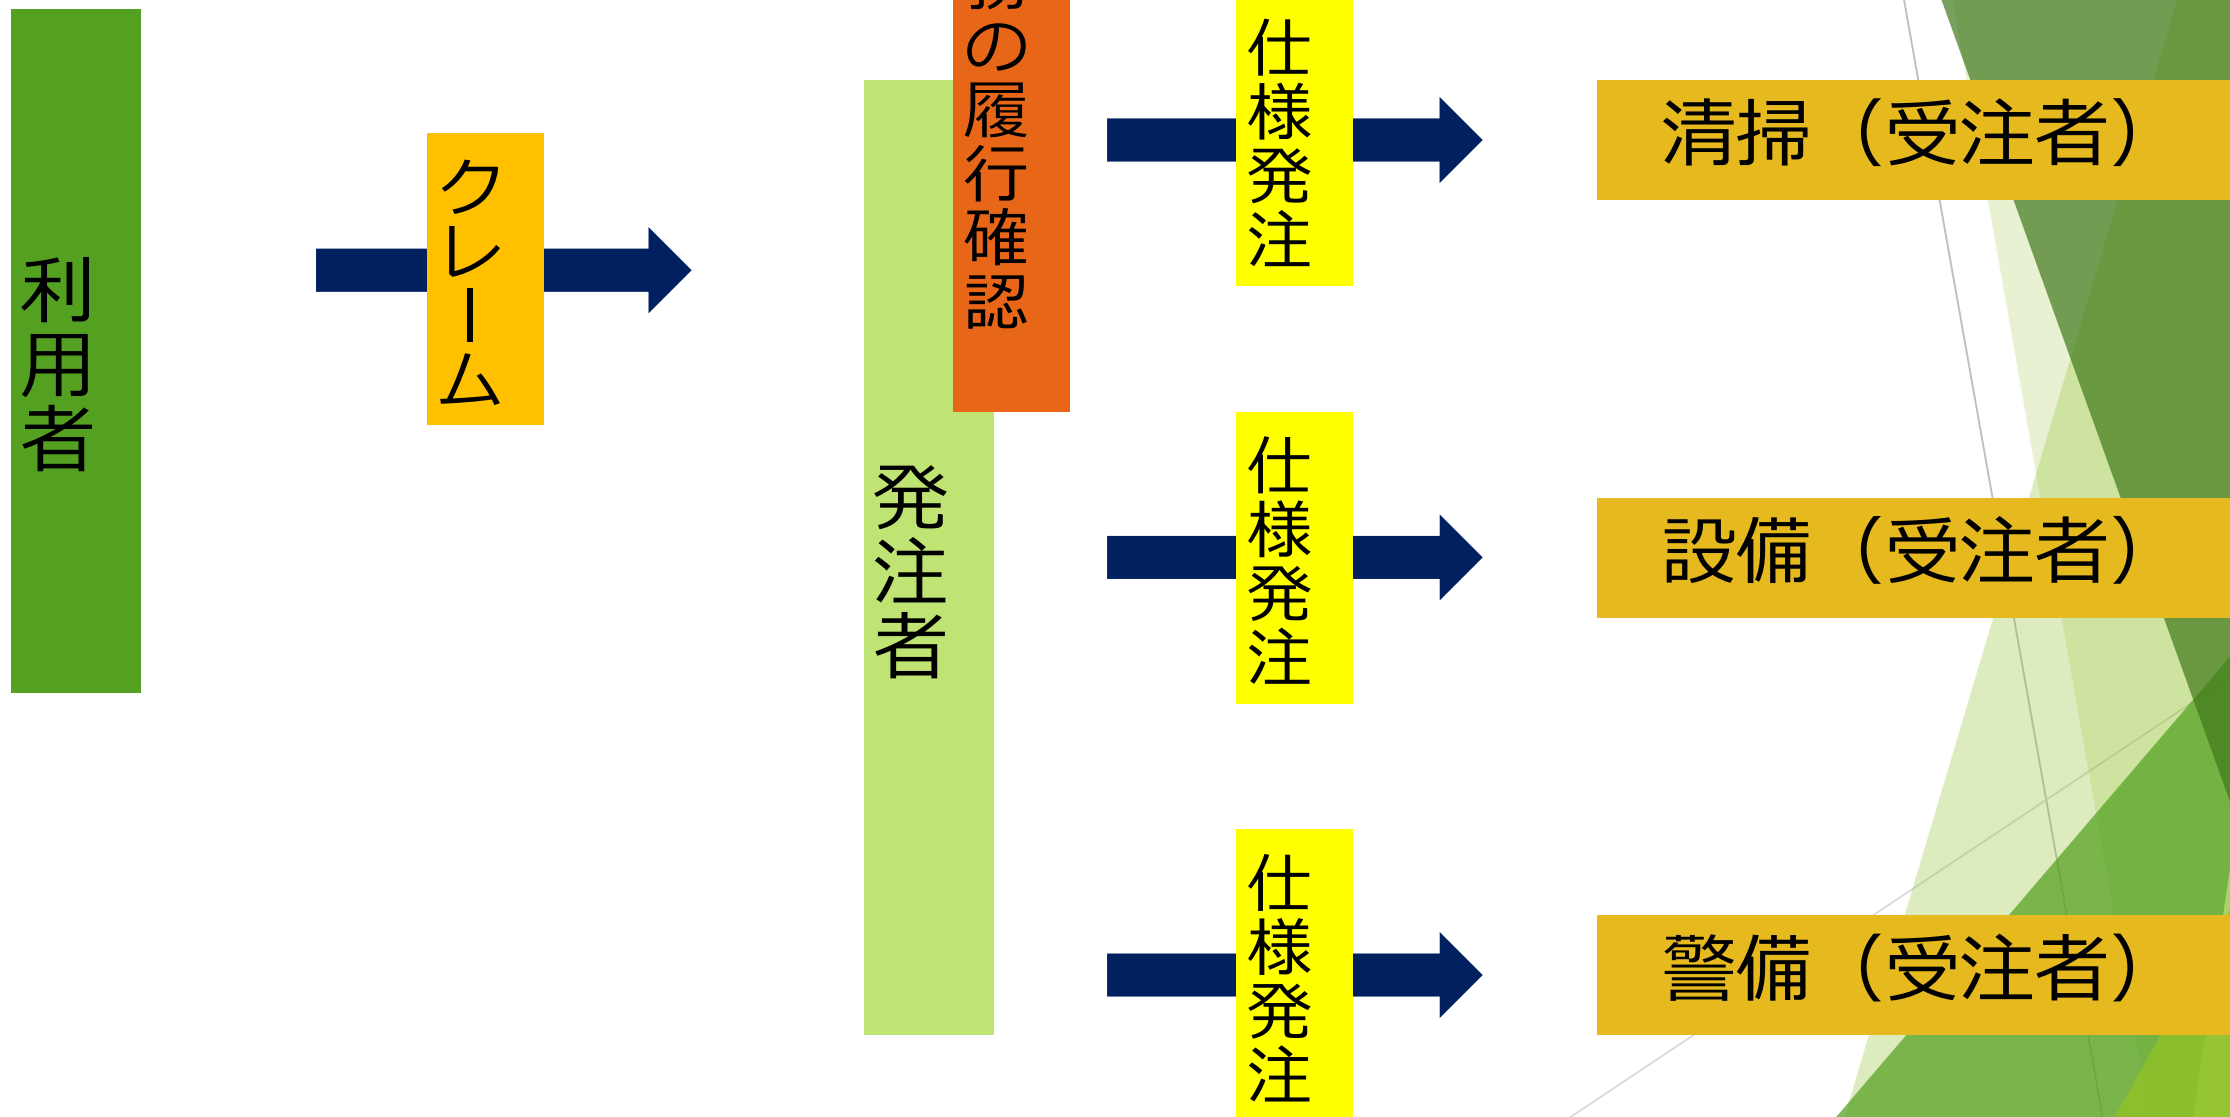 利用者
クレーム
発注者
の履行確認
仕様発注
清掃（受注者）
仕様発注
設備（受注者）
仕様発注
警備（受注者）